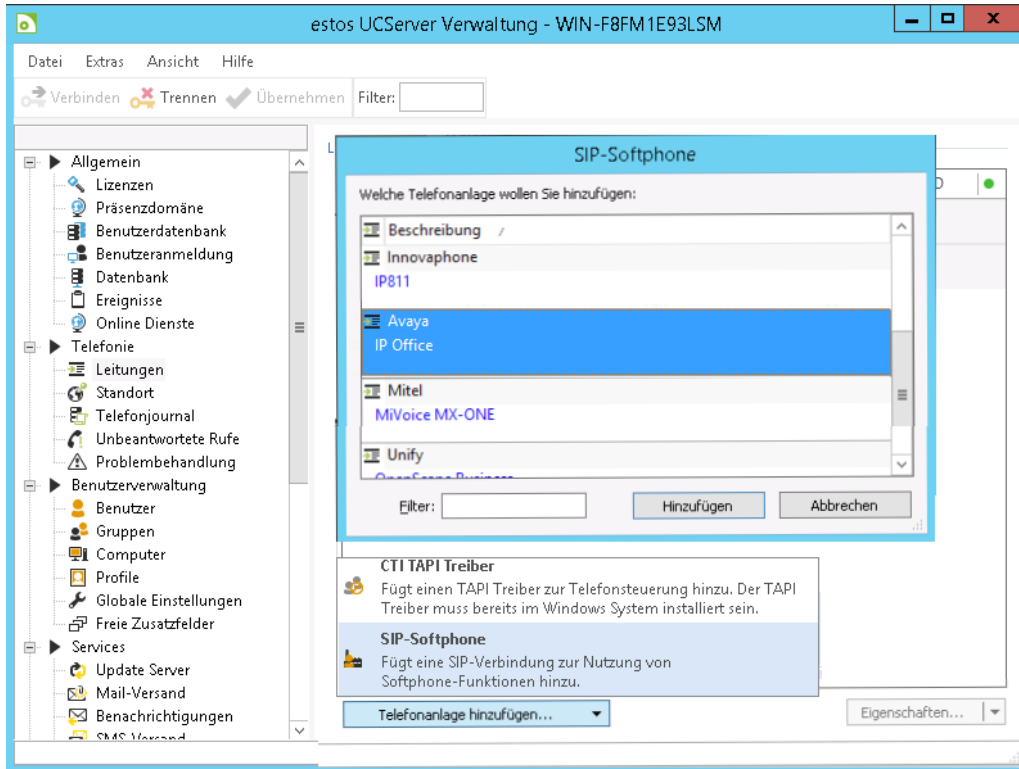 estos UCServer Verwaltung - WIN-F8FM1E93LSM
Datei Extras Ansicht Hilfe
Verbinden Trennen Übernehmen Filter:
Allgemein
Lizenzen
Präsenzdomäne
Benutzerdatenbank
Benutzeranmeldung
Datenbank
Ereignisse
Online Dienste
Telefonie
Leitungen
Standort
Telefonjournal
Unbeantwortete Rufe
Problembehandlung
Benutzerverwaltung
Benutzer
Gruppen
Computer
Profile
Globale Einstellungen
Freie Zusatzfelder
Services
Update Server
Mail-Versand
Benachrichtigungen
SMS Versand
SIP-Softphone
Welche Telefonanlage wollen Sie hinzufügen:
Beschreibung
Innovaphone
IP811
Avaya
IP Office
Mitel
MiVoice MX-ONE
Unify
OpenScape Business
Filter:
Hinzufügen
Abbrechen
CTI TAPI Treiber
Fügt einen TAPI Treiber zur Telefonsteuerung hinzu. Der TAPI
Treiber muss bereits im Windows System installiert sein.
SIP-Softphone
Fügt eine SIP-Verbindung zur Nutzung von
Softphone-Funktionen hinzu.
Telefonanlage hinzufügen...
Eigenschaften...